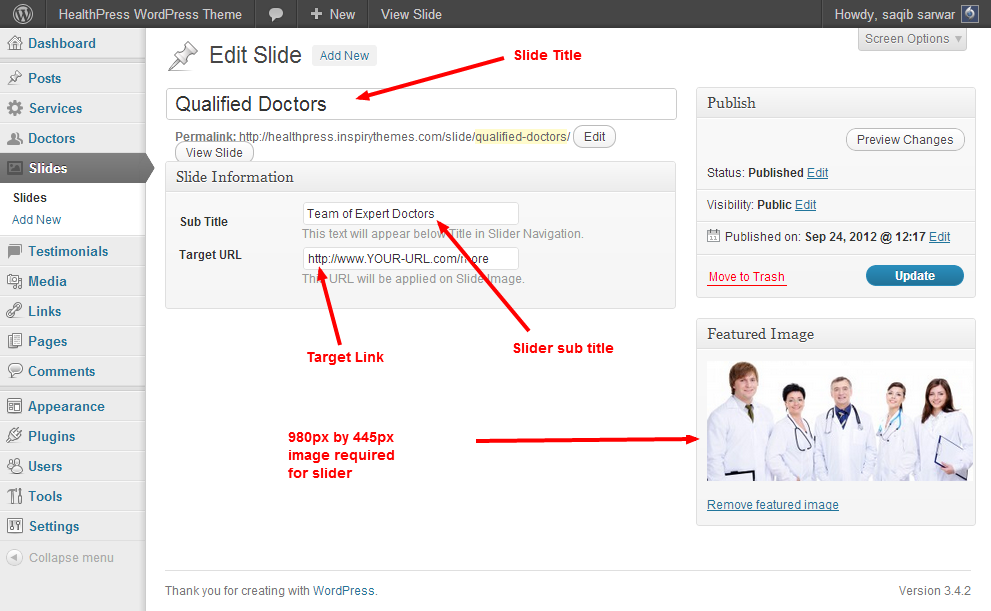 HealthPress WordPress Theme
New
View Slide
Howdy, saqib sarwar
Screen Options
Dashboard
Posts
Services
Doctors
Slides
Slides
Add New
Testimonials
Media
Links
Pages
Comments
Appearance
Plugins
Users
Tools
Settings
Collapse menu
Edit Slide
Add New
Slide Title
Qualified Doctors
Permalink: http://healthpress.inspirythemes.com/slide/qualified-doctors/ Edit
View Slide
Slide Information
Sub Title
Team of Expert Doctors
This text will appear below Title in Slider Navigation.
Target URL
http://www.YOUR-URL.com/more
This URL will be applied on Slide Image.
Target Link
Slider sub title
980px by 445px
image required
for slider
Publish
Preview Changes
Status: Published Edit
Visibility: Public Edit
Published on: Sep 24, 2012 @ 12:17 Edit
Move to Trash
Update
Featured Image
Remove featured image
Thank you for creating with WordPress.
Version 3.4.2